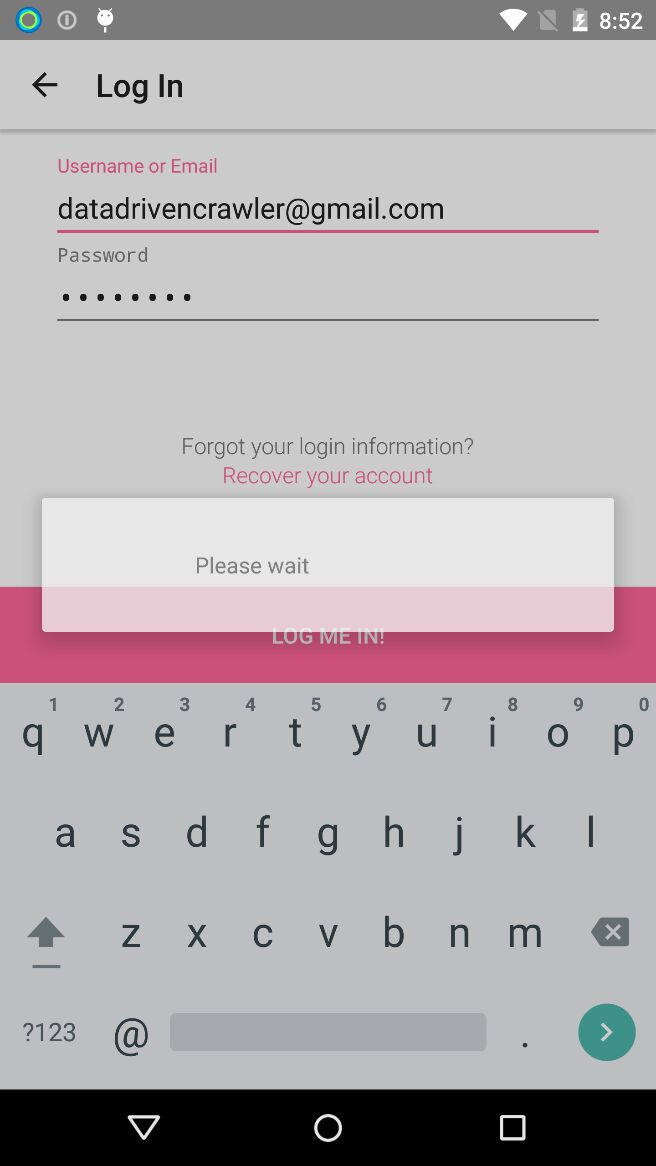 8:52
Log In
Username or Email
datadrivencrawler@gmail.com
Password
Forgot your login information?
Recover your account
Please wait
LOG ME IN!
1 2 3 4 5 6 7 8 9 0
q w e r t y u i o p
a s d f g h j k l
z x c v b n m
?123 @ .